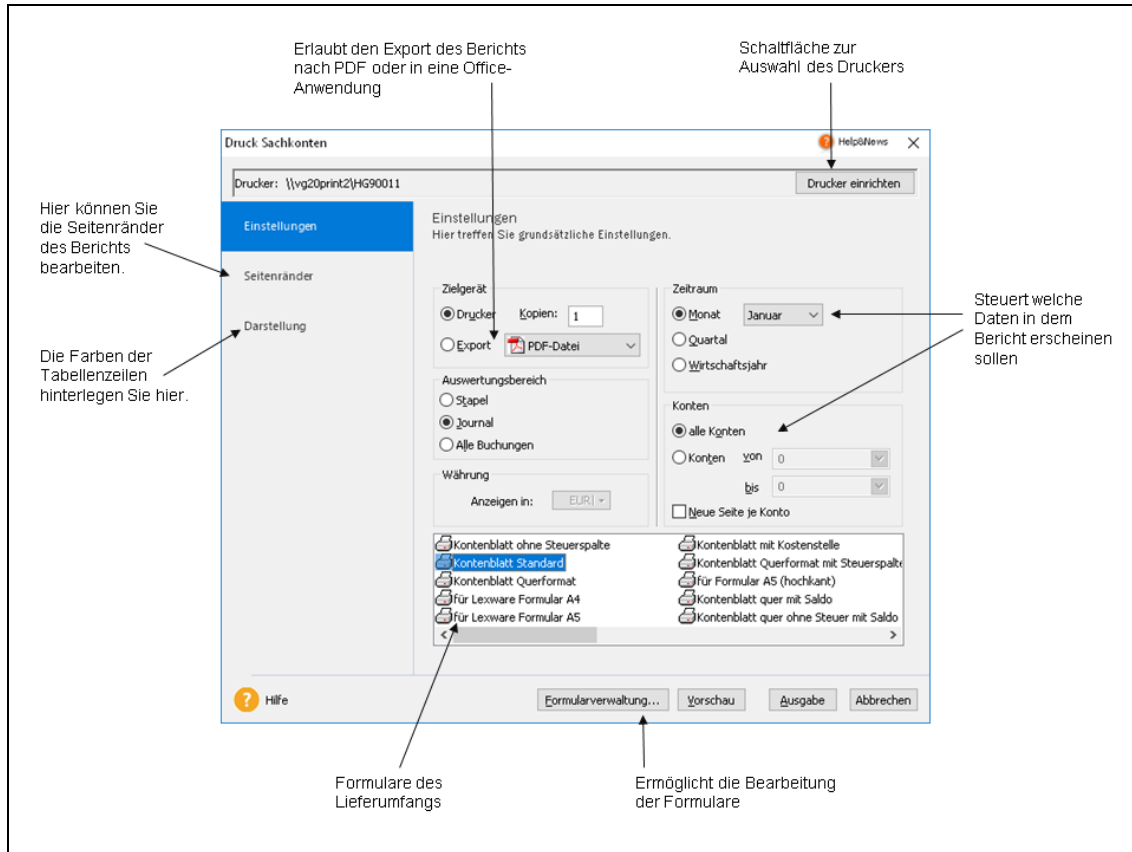 Erlaubt den Export des Berichts
nach PDF oder in eine Office-
Anwendung
Schaltfläche zur
Auswahl des Druckers
Druck Sachkonten
Help&News
Drucker: \\vg20print2\HG90011
Drucker einrichten
Hier können Sie
die Seitenränder
des Berichts
bearbeiten.
Die Farben der
Tabellenzeilen
hinterlegen Sie hier.
Einstellungen
Seitenränder
Darstellung
Einstellungen
Hier treffen Sie grundsätzliche Einstellungen.
Zielgerät
Drucker Kopien: 1
Export PDF-Datei
Auswertungsbereich
Stapel
Journal
Alle Buchungen
Währung
Anzeigen in: EUR
Zeitraum
Monat Januar
Quartal
Wirtschaftsjahr
Konten
alle Konten
Konten von 0
bis 0
Neue Seite je Konto
Steuert welche
Daten in dem
Bericht erscheinen
sollen
Kontenblatt ohne Steuerspalte
Kontenblatt Standard
Kontenblatt Querformat
für Lexware Formular A4
für Lexware Formular A5
Kontenblatt mit Kostenstelle
Kontenblatt Querformat mit Steuerspalte
für Formular A5 (hochkant)
Kontenblatt quer mit Saldo
Kontenblatt quer ohne Steuer mit Saldo
? Hilfe
Formularverwaltung... Vorschau Ausgabe Abbrechen
Formulare des
Lieferumfangs
Ermöglicht die Bearbeitung
der Formulare